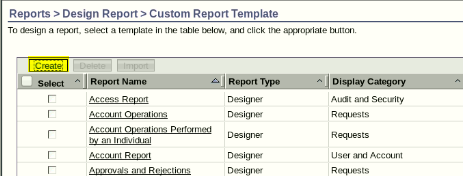 Reports > Design Report > Custom Report Template
To design a report, select a template in the table below, and click the appropriate button.
Create Delete Import
Select Report Name Report Type Display Category
Access Report Designer Audit and Security
Account Operations Designer Requests
Account Operations Performed
by an Individual Designer Requests
Account Report Designer User and Account
Approvals and Rejections Designer Requests